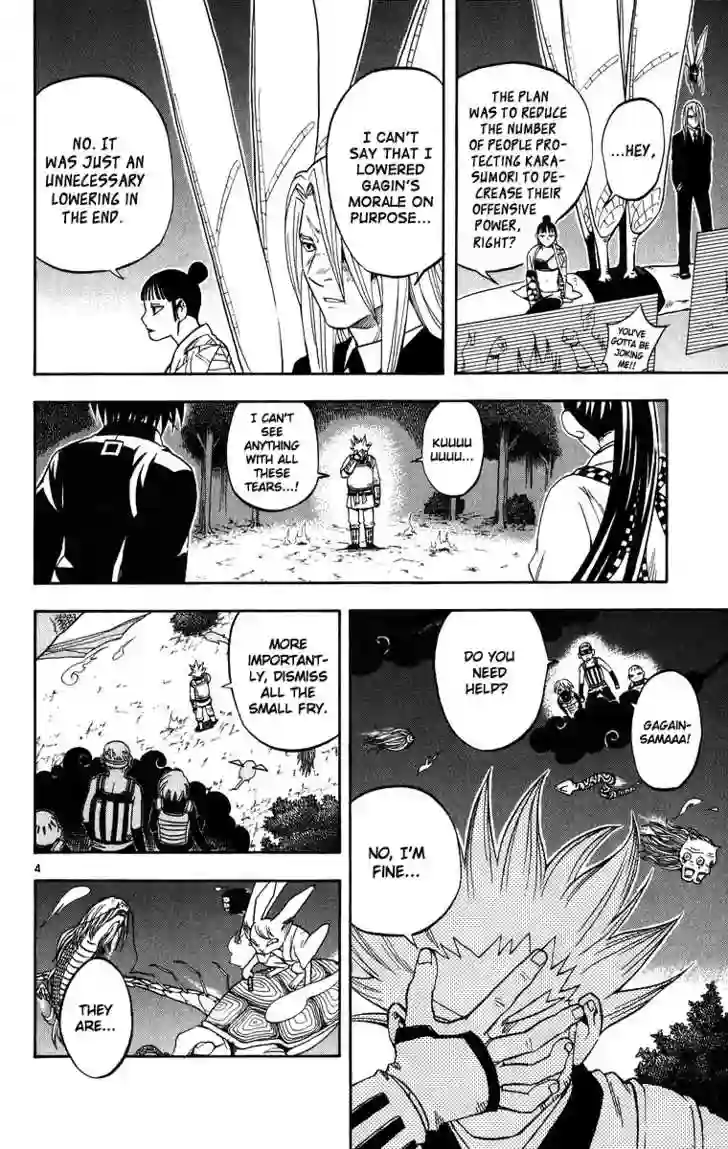 ...HEY,
THE PLAN
WAS TO REDUCE
THE NUMBER
OF PEOPLE PRO-
TECTING KARA-
SUMORI TO DE-
CREASE THEIR
OFFENSIVE
POWER,
RIGHT?
YOU'VE
GOTTA BE
JOKING
ME!!
I CAN'T
SAY THAT I
LOWERED
GAGIN'S
MORALE ON
PURPOSE...
NO. IT
WAS JUST AN
UNNECESSARY
LOWERING IN
THE END.
KUUUU
UUUU...
I CAN'T
SEE
ANYTHING
WITH ALL
THESE
TEARS...!
GAGAIN-
SAMAAA!
DO YOU
NEED
HELP?
NO, I'M
FINE...
MORE
IMPORTANT-
LY, DISMISS
ALL THE
SMALL FRY.
THEY
ARE...
4